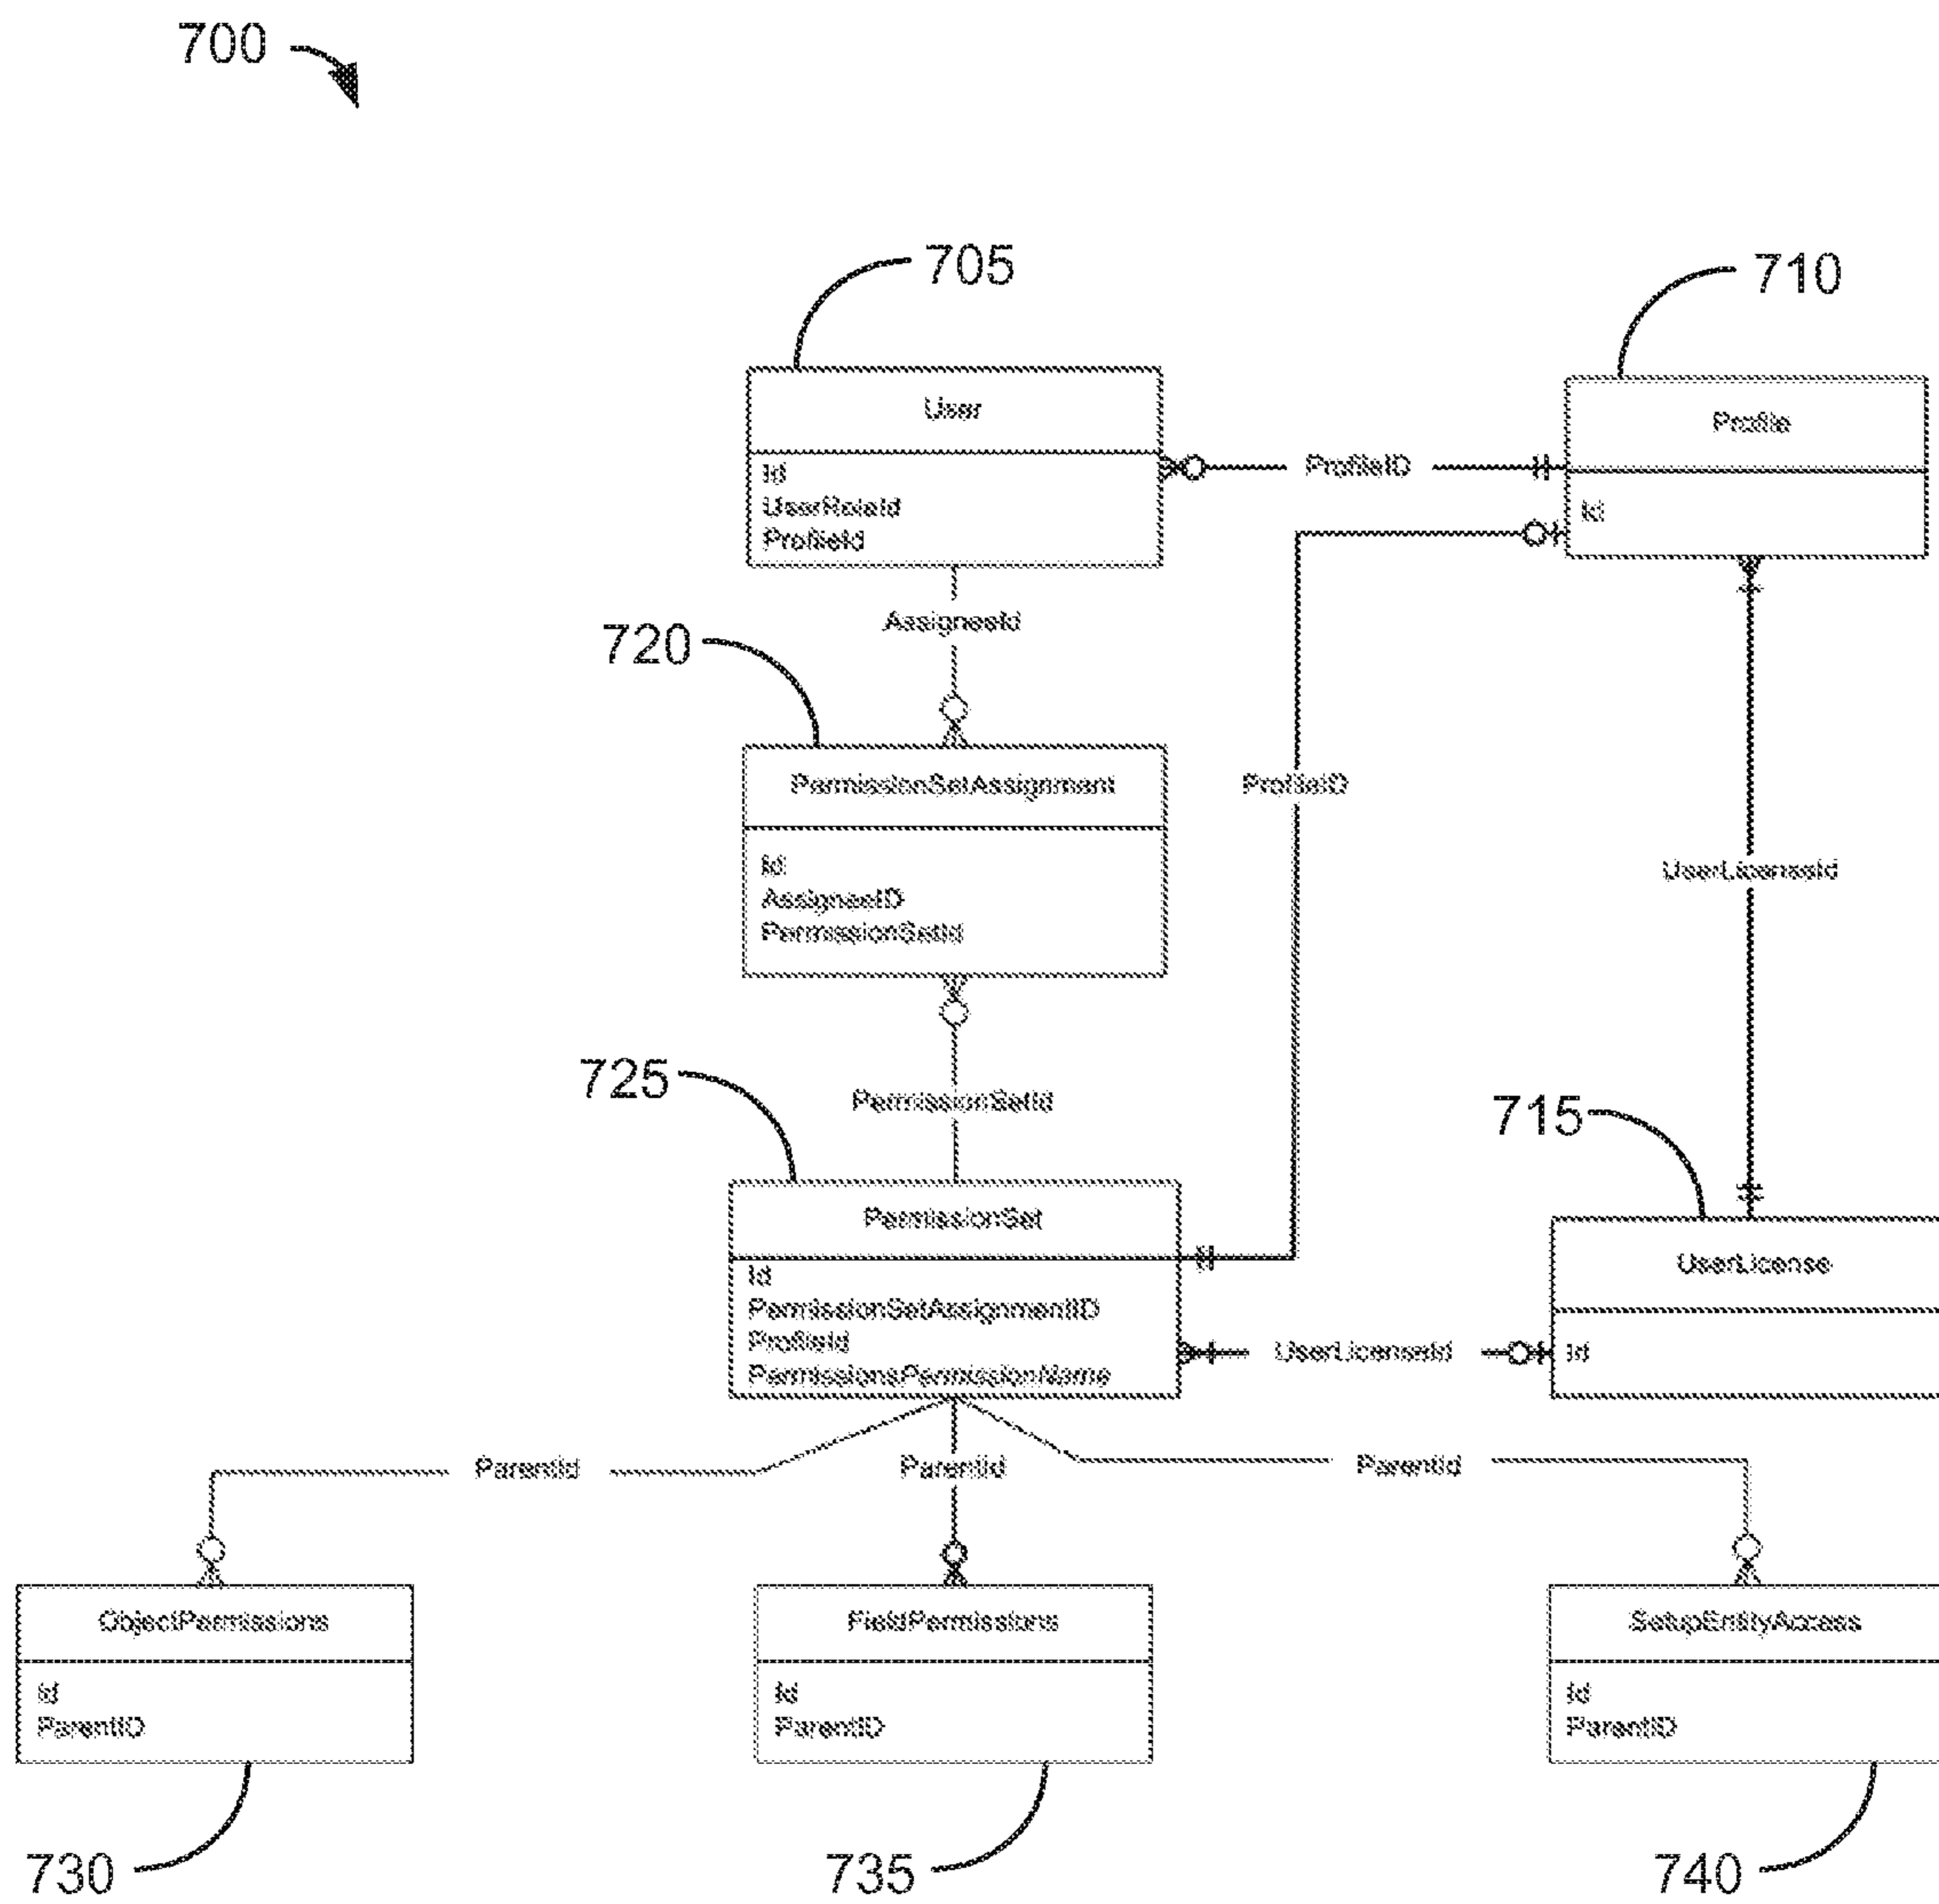 700
705
710
User
Id
UserRoleId
ProfileId
ProfileID
Profile
Id
AssigneeId
720
PermissionSetAssignment
Id
AssigneeID
PermissionSetId
ProfileID
UserLicenseId
PermissionSetId
725
715
PermissionSet
Id
PermissionSetAssignmentID
ProfileId
PermissionsPermissionName
UserLicenseId
UserLicense
Id
ParentId
ParentId
ParentId
ObjectPermissions
Id
ParentID
FieldPermissions
Id
ParentID
SetupEntityAccess
Id
ParentID
730
735
740